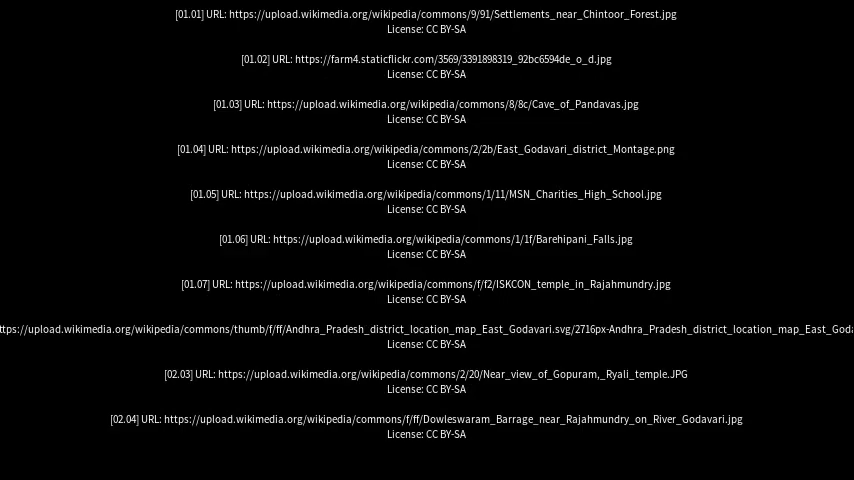 [01.01] URL: https://upload.wikimedia.org/wikipedia/commons/9/91/Settlements_near_Chintoor_Forest.jpg
License: CC BY-SA
[01.02] URL: https://farm4.staticflickr.com/3569/3391898319_92bc6594de_o_d.jpg
License: CC BY-SA
[01.03] URL: https://upload.wikimedia.org/wikipedia/commons/8/8c/Cave_of_Pandavas.jpg
License: CC BY-SA
[01.04] URL: https://upload.wikimedia.org/wikipedia/commons/2/2b/East_Godavari_district_Montage.png
License: CC BY-SA
[01.05] URL: https://upload.wikimedia.org/wikipedia/commons/1/11/MSN_Charities_High_School.jpg
License: CC BY-SA
[01.06] URL: https://upload.wikimedia.org/wikipedia/commons/1/1f/Barehipani_Falls.jpg
License: CC BY-SA
[01.07] URL: https://upload.wikimedia.org/wikipedia/commons/f/f2/ISKCON_temple_in_Rajahmundry.jpg
License: CC BY-SA
ttps://upload.wikimedia.org/wikipedia/commons/thumb/f/ff/Andhra_Pradesh_district_location_map_East_Godavari.svg/2716px-Andhra_Pradesh_district_location_map_East_Goda
License: CC BY-SA
[02.03] URL: https://upload.wikimedia.org/wikipedia/commons/2/20/Near_view_of_Gopuram,_Ryali_temple.JPG
License: CC BY-SA
[02.04] URL: https://upload.wikimedia.org/wikipedia/commons/f/ff/Dowleswaram_Barrage_near_Rajahmundry_on_River_Godavari.jpg
License: CC BY-SA